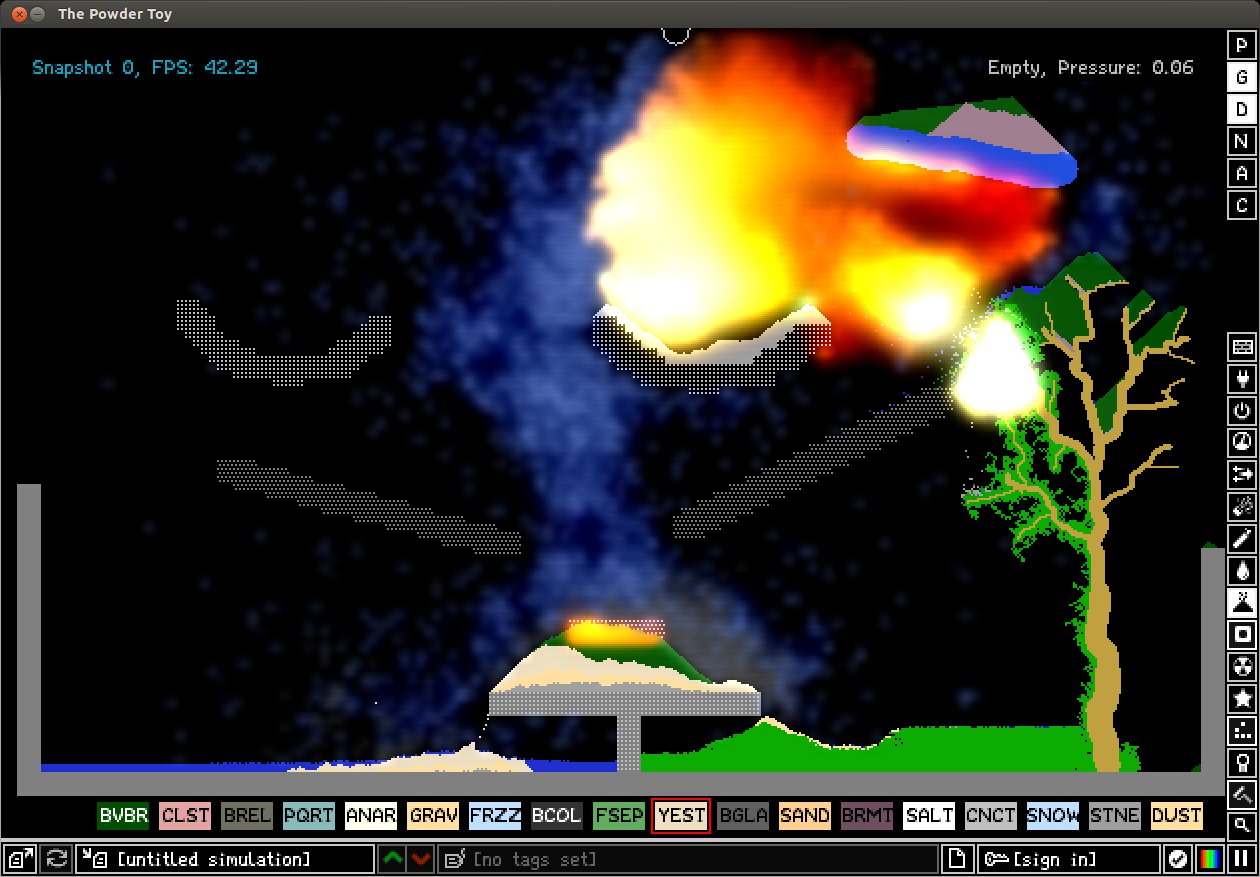 The Powder Toy
Snapshot 0, FPS: 42.29
Empty, Pressure: 0.06
P
G
D
N
A
C
BVBR CLST BREL PQRT ANAR GRAV FRZZ BCOL FSEP YEST BGLA SAND BRMT SALT CNCT SNOW STNE DUST
[untitled simulation] [no tags set] [sign in]